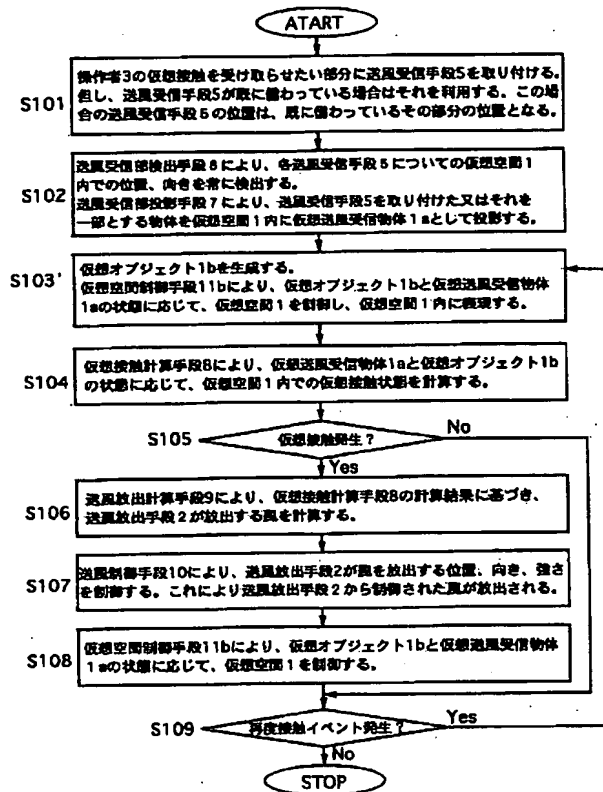 ATART
S101
操作者3の仮想接触を受け取らせたい部分に送風受信手段5を取り付ける。
但し、送風受信手段5が既に備わっている場合はそれを利用する。この場
合の送風受信手段5の位置は、既に備わっているその部分の位置となる。
S102
送風受信部検出手段6により、各送風受信手段5についての仮想空間1
内での位置、向きを常に検出する。
送風受信部投影手段7により、送風受信手段5を取り付けた又はそれを
一部とする物体を仮想空間1内に仮想送風受信物体1aとして投影する。
S103'
仮想オブジェクト1bを生成する。
仮想空間制御手段11bにより、仮想オブジェクト1bと仮想送風受信物体
1aの状態に応じて、仮想空間1を制御し、仮想空間1内に表現する。
S104
仮想接触計算手段8により、仮想送風受信物体1aと仮想オブジェクト1b
の状態に応じて、仮想空間1内での仮想接触状態を計算する。
S105
仮想接触発生?
No
Yes
S106
送風放出計算手段9により、仮想接触計算手段8の計算結果に基づき、
送風放出手段2が放出する風を計算する。
S107
送風制御手段10により、送風放出手段2が風を放出する位置、向き、強さ
を制御する。これにより送風放出手段2から制御された風が放出される。
S108
仮想空間制御手段11bにより、仮想オブジェクト1bと仮想送風受信物体
1aの状態に応じて、仮想空間1を制御する。
S109
再度接触イベント発生?
Yes
No
STOP